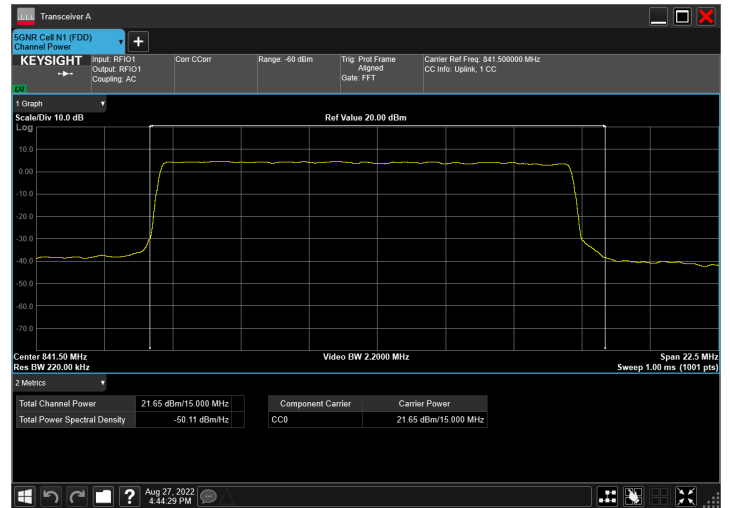 Transceiver A
5GNR Cell N1 (FDD)
Channel Power
KEYSIGHT
Input: RFIO1
Output: RFIO1
Coupling: AC
Corr CCorr
Range: -60 dBm
Trig: Prot Frame
Aligned
Gate: FFT
Carrier Ref Freq: 841.500000 MHz
CC Info: Uplink, 1 CC
LXI
1 Graph
Scale/Div 10.0 dB
Ref Value 20.00 dBm
Log
10.0
0.00
-10.0
-20.0
-30.0
-40.0
-50.0
-60.0
-70.0
Center 841.50 MHz
Video BW 2.2000 MHz
Span 22.5 MHz
Res BW 220.00 kHz
Sweep 1.00 ms (1001 pts)
2 Metrics
Total Channel Power 21.65 dBm/15.000 MHz
Total Power Spectral Density -50.11 dBm/Hz
Component Carrier Carrier Power
CC0 21.65 dBm/15.000 MHz
?
Aug 27, 2022
4:44:29 PM